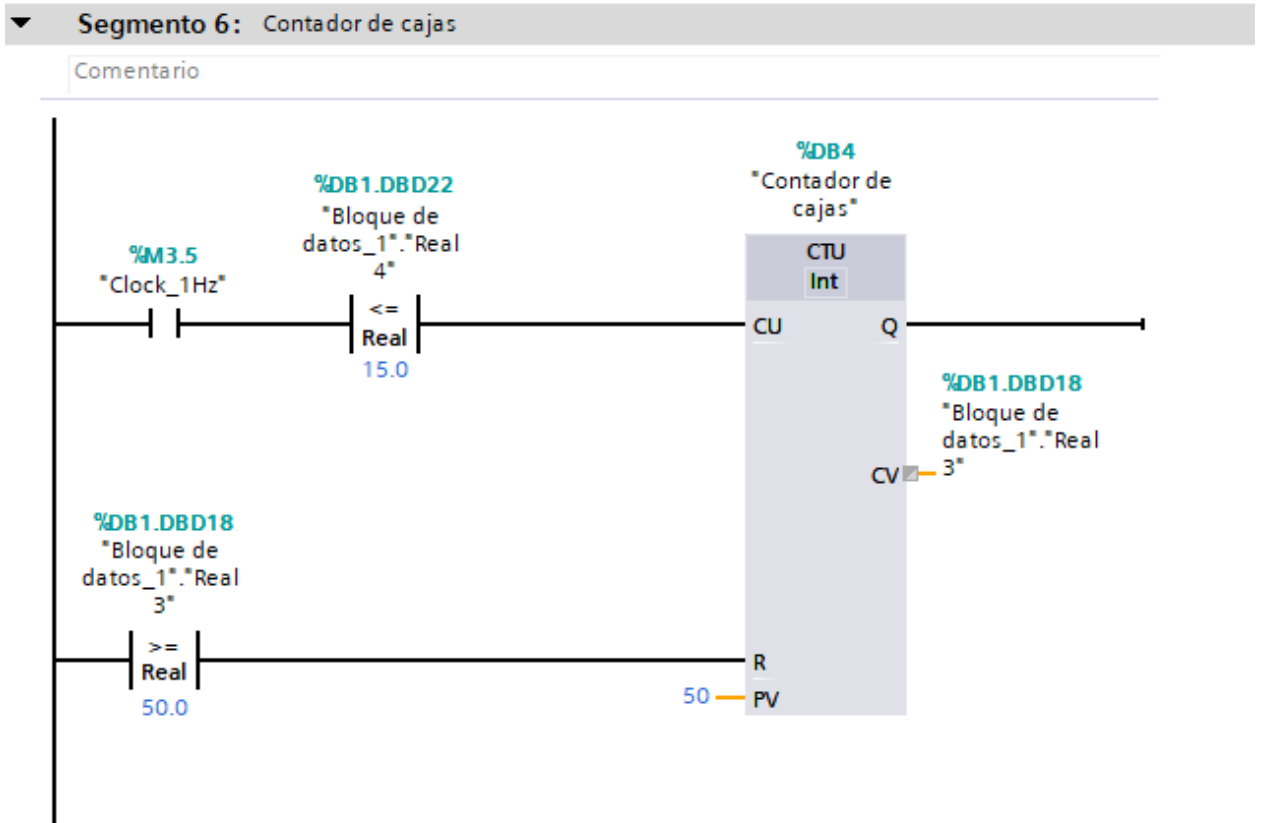 Segmento 6: Contador de cajas
Comentario
%DB4
"Contador de
cajas"
%DB1.DBD22
"Bloque de
datos_1"."Real
4"
%M3.5
"Clock_1Hz"
<=
Real
15.0
CTU
Int
CU
Q
%DB1.DBD18
"Bloque de
datos_1"."Real
3"
CV
%DB1.DBD18
"Bloque de
datos_1"."Real
3"
>=
Real
50.0
R
50
PV